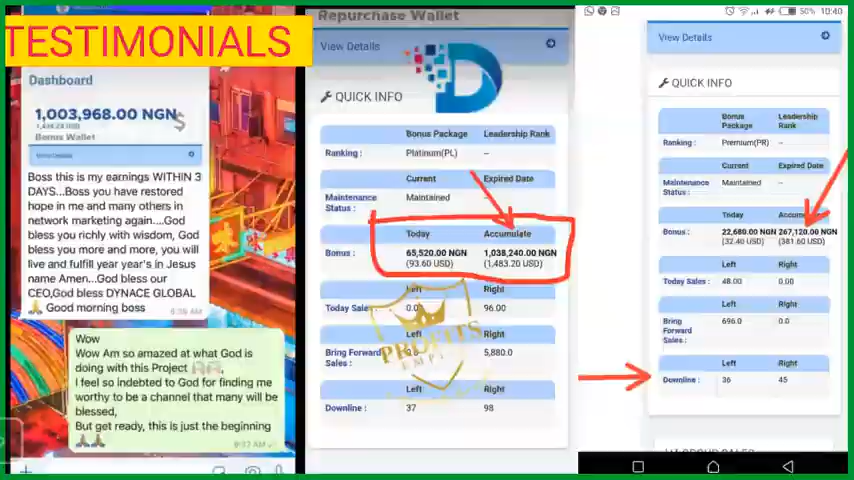 TESTIMONIALS
Dashboard
1,003,968.00 NGN
$
Bonus Wallet
Boss this is my earnings WITHIN 3
DAYS...Boss you have restored
hope in me and many others in
network marketing again....God
bless you richly with wisdom, God
bless you more and more, you will
live and fulfill year year's in Jesus
name Amen...God bless our
CEO,God bless DYNACE GLOBAL
🙏 Good morning boss
8:36 AM
Wow
Wow Am so amazed at what God is
doing with this Project
I feel so indebted to God for finding me
worthy to be a channel that many will be
blessed,
But get ready, this is just the beginning
🙏🙏
9:37 AM
Repurchase Wallet
View Details
QUICK INFO
Bonus Package Leadership Rank
Ranking: Platinum(PL) --
Current Expired Date
Maintenance
Status :
Maintained
Today Accumulate
Bonus: 65,520.00 NGN 1,038,240.00 NGN
(93.60 USD) (1,483.20 USD)
Left Right
Today Sales: 0.0 96.00
Bring Forward
Sales :
5,880.0
Left Right
Downline : 37 98
PROFITS
EMPI
50% 10:40
View Details
QUICK INFO
Bonus
Package
Leadership
Rank
Ranking: Premium(PR) --
Current Expired Date
Maintenance
Status :
Maintained
Today
Bonus: 22,680.00 NGN 267,120.00 NGN
(32.40 USD) (381.60 USD)
Left Right
Today Sales : 48.00 0.00
Left Right
Bring
Forward
Sales :
696.0 0.0
Left Right
Downline : 36 45